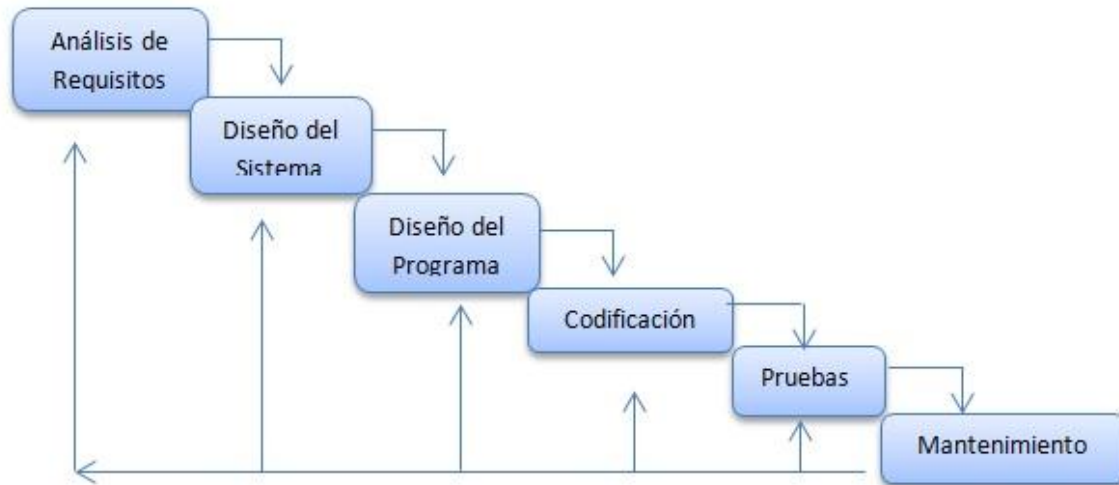 Análisis de
Requisitos
Diseño del
Sistema
Diseño del
Programa
Codificación
Pruebas
Mantenimiento